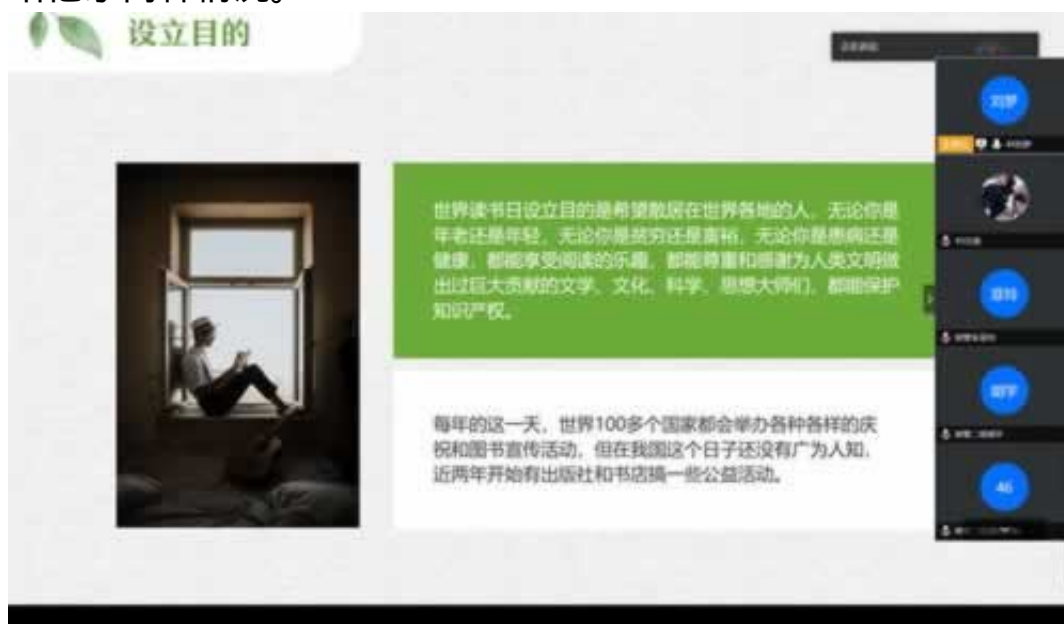 设立目的
世界读书日设立目的是希望散居在世界各地的人，无论你是
年老还是年轻，无论你是贫穷还是富裕，无论你是患病还是
健康，都能享受阅读的乐趣，都能尊重和感谢为人类文明做
出过巨大贡献的文学、文化、科学、思想大师们，都能保护
知识产权。
每年的这一天，世界100多个国家都会举办各种各样的庆
祝和图书宣传活动，但在我国这个日子还没有广为人知，
近两年开始有出版社和书店搞一些公益活动。
刘梦
46